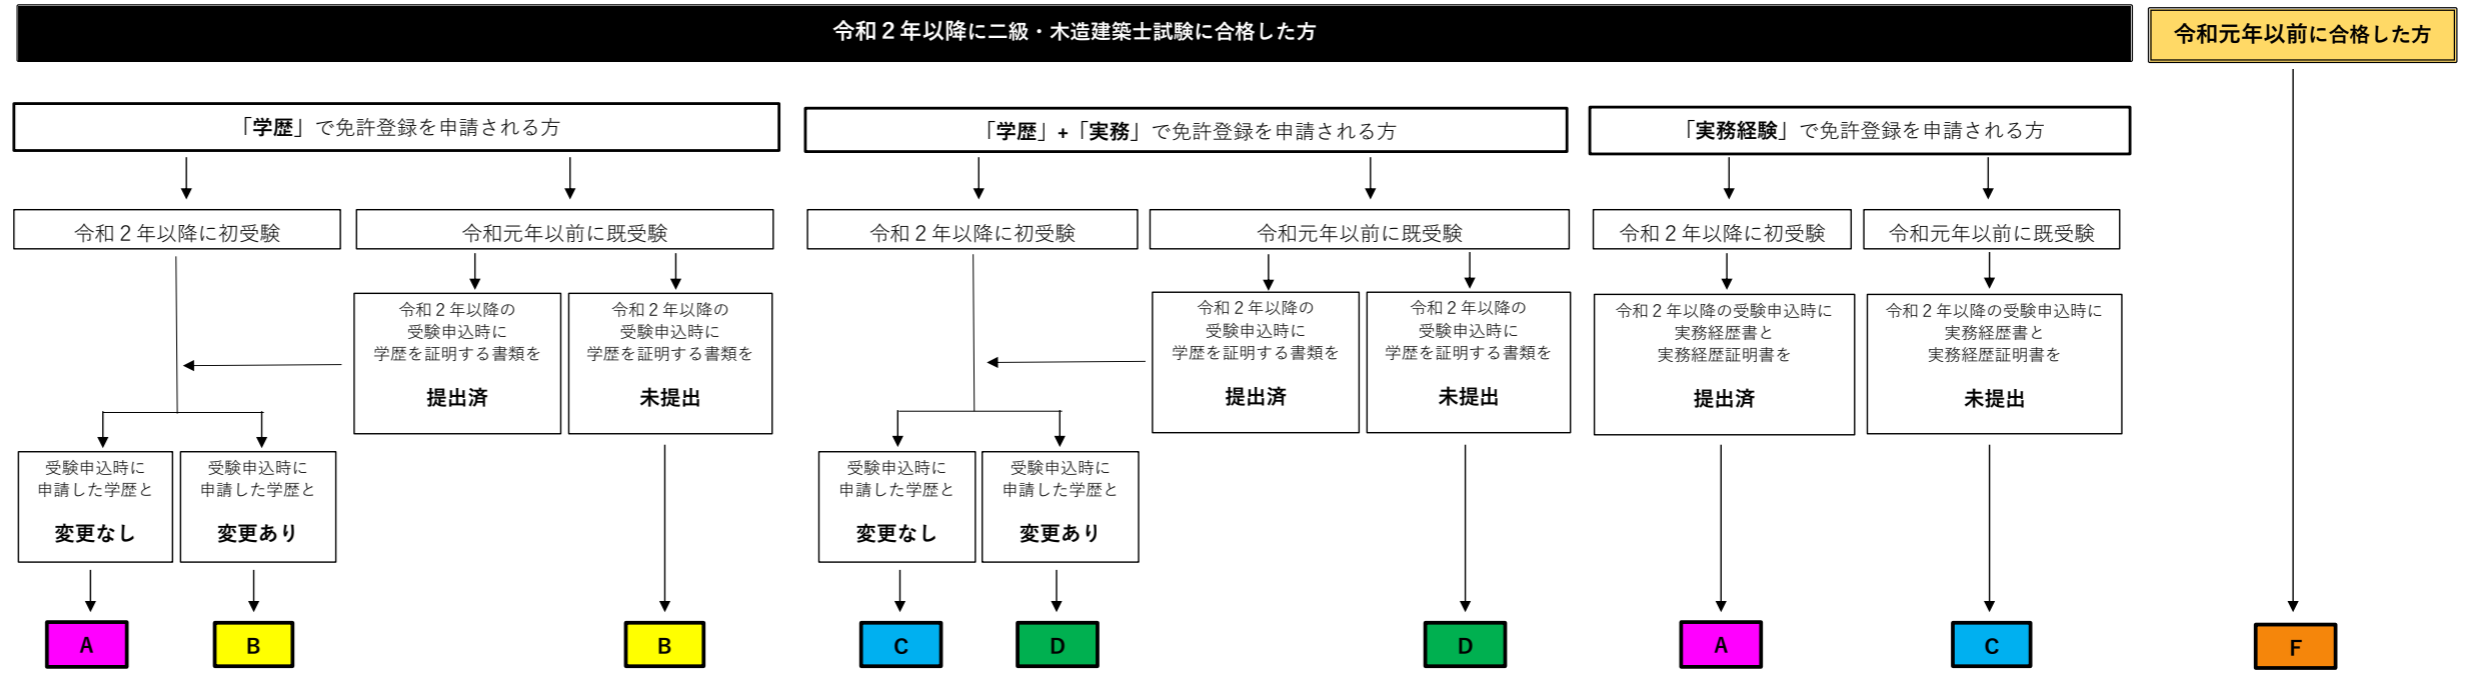 令和２年以降に二級・木造建築士試験に合格した方
令和元年以前に合格した方
「学歴」で免許登録を申請される方
「学歴」+「実務」で免許登録を申請される方
「実務経験」で免許登録を申請される方
令和２年以降に初受験
令和元年以前に既受験
令和２年以降に初受験
令和元年以前に既受験
令和２年以降に初受験
令和元年以前に既受験
令和２年以降の
受験申込時に
学歴を証明する書類を
提出済
令和２年以降の
受験申込時に
学歴を証明する書類を
未提出
令和２年以降の
受験申込時に
学歴を証明する書類を
提出済
令和２年以降の
受験申込時に
学歴を証明する書類を
未提出
令和２年以降の受験申込時に
実務経歴書と
実務経歴証明書を
提出済
令和２年以降の受験申込時に
実務経歴書と
実務経歴証明書を
未提出
受験申込時に
申請した学歴と
変更なし
受験申込時に
申請した学歴と
変更あり
受験申込時に
申請した学歴と
変更なし
受験申込時に
申請した学歴と
変更あり
A
B
B
C
D
D
A
C
F